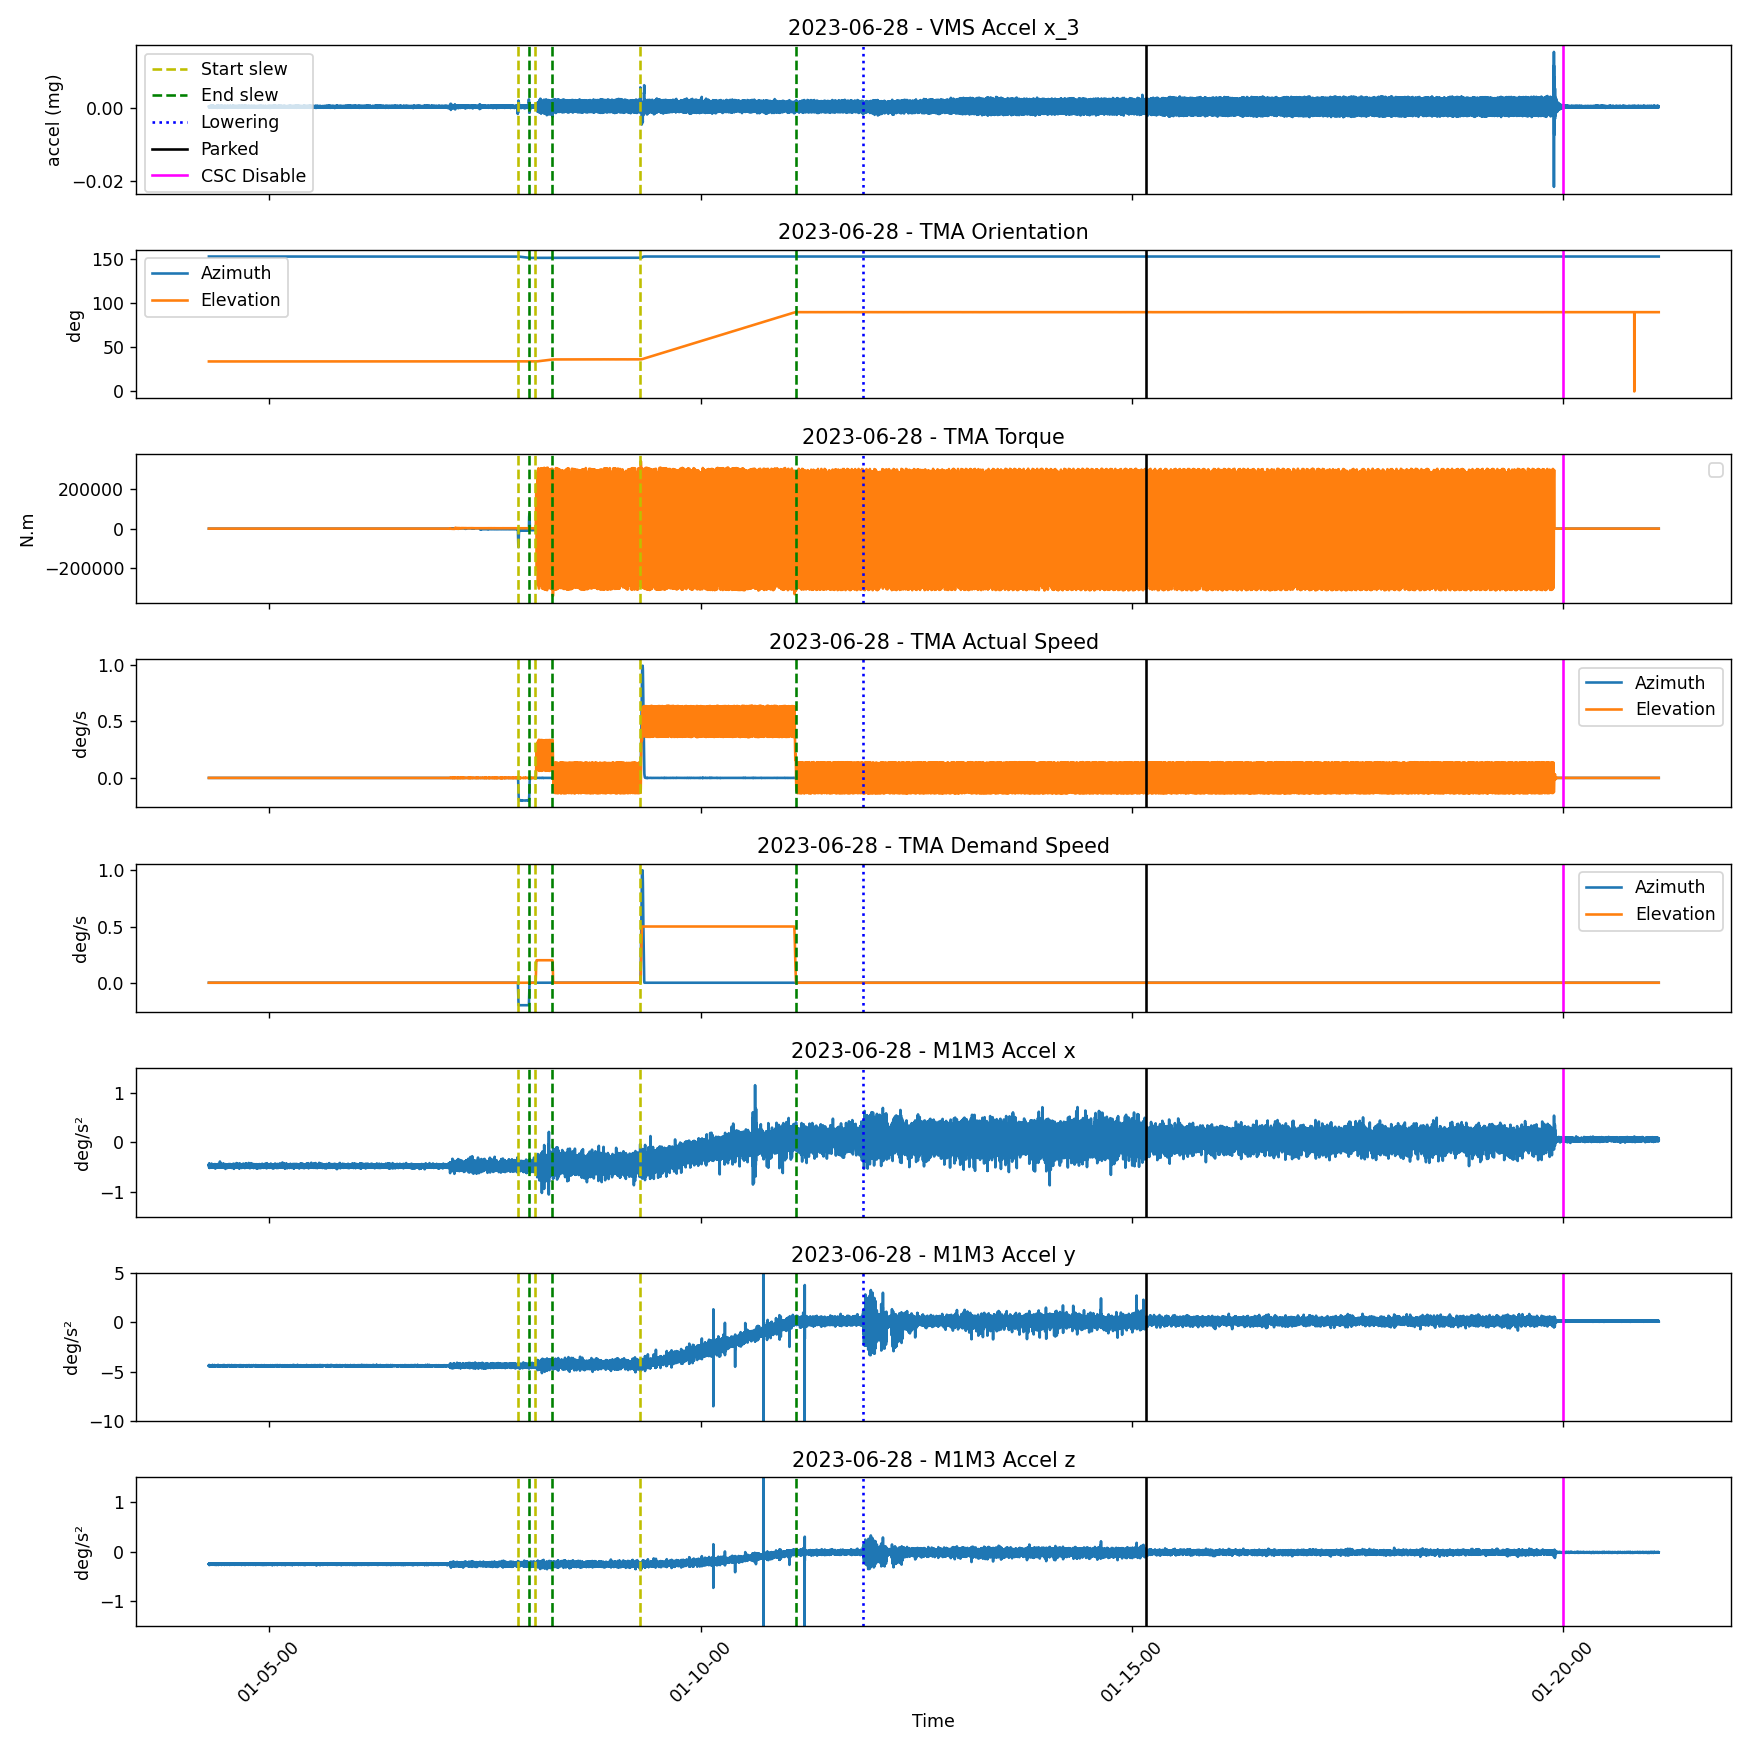 2023-06-28 - VMS Accel x_3
accel (mg)
0.00
−0.02
Start slew
End slew
Lowering
Parked
CSC Disable
2023-06-28 - TMA Orientation
deg
150
100
50
0
Azimuth
Elevation
2023-06-28 - TMA Torque
N.m
200000
0
−200000
2023-06-28 - TMA Actual Speed
deg/s
1.0
0.5
0.0
Azimuth
Elevation
2023-06-28 - TMA Demand Speed
deg/s
1.0
0.5
0.0
Azimuth
Elevation
2023-06-28 - M1M3 Accel x
deg/s²
1
0
−1
2023-06-28 - M1M3 Accel y
deg/s²
5
0
−5
−10
2023-06-28 - M1M3 Accel z
deg/s²
1
0
−1
01-05-00
01-10-00
01-15-00
01-20-00
Time